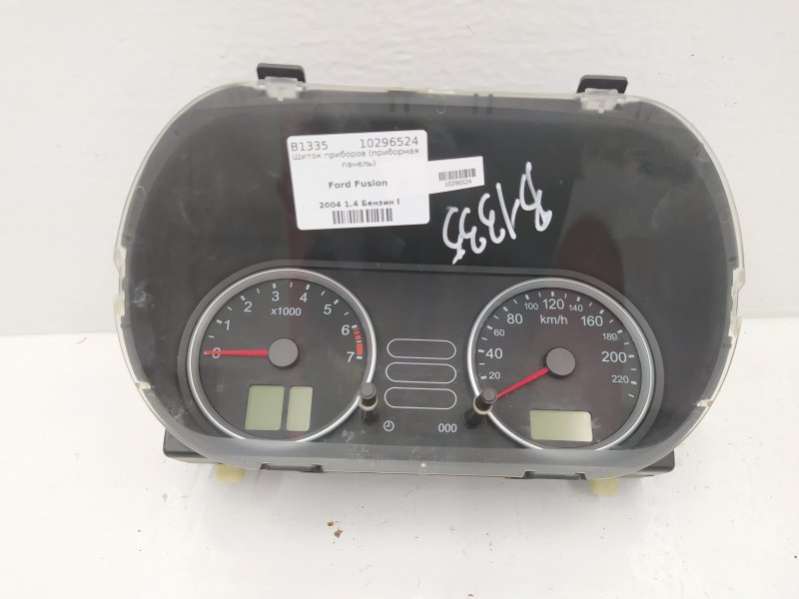 B1335 10296524
Щиток приборов (приборная
панель)
Ford Fusion
2004 1.4 Бензин I
10296524
B1335
0 1 2 3 4 5 6 7
x1000
20 40 60 80 100 120 140 160 180 200 220
km/h
000